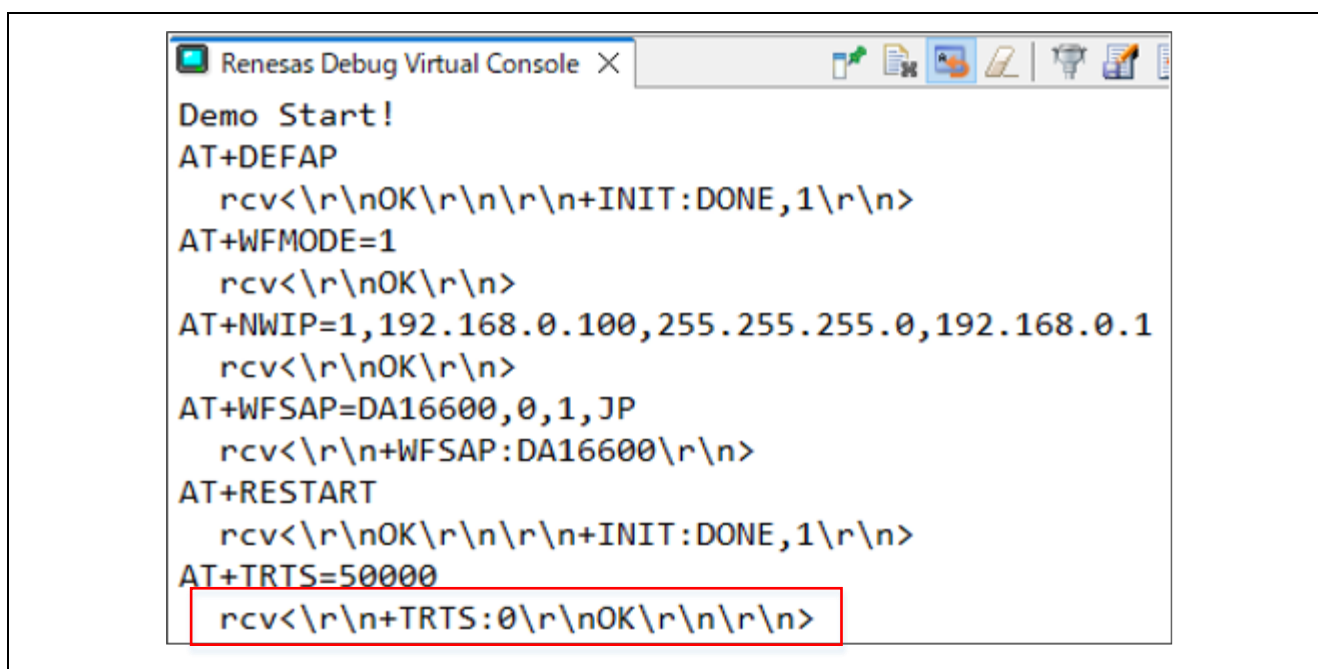 Renesas Debug Virtual Console
Demo Start!
AT+DEFAP
rcv<\r\nOK\r\n\r\n+INIT:DONE,1\r\n>
AT+WFMODE=1
rcv<\r\nOK\r\n>
AT+NWIP=1,192.168.0.100,255.255.255.0,192.168.0.1
rcv<\r\nOK\r\n>
AT+WFSAP=DA16600,0,1,JP
rcv<\r\n+WFSAP:DA16600\r\n>
AT+RESTART
rcv<\r\nOK\r\n\r\n+INIT:DONE,1\r\n>
AT+TRTS=50000
rcv<\r\n+TRTS:0\r\nOK\r\n\r\n>